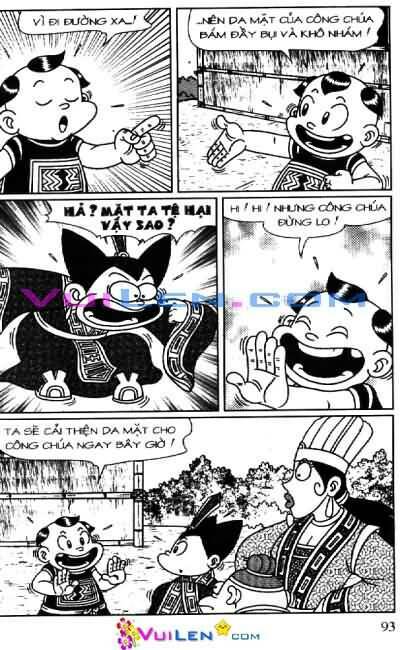 VÌ ĐI ĐƯỜNG XA...!
...NÊN DA MẶT CỦA CÔNG CHÚA
BÁM ĐẦY BỤI VÀ KHÔ NHÁM!
HẢ? MẶT TA TỆ HẠI
VẬY SAO?
HI! HI! NHƯNG CÔNG CHÚA
ĐỪNG LO!
VUILEN.COM
TA SẼ CẢI THIỆN DA MẶT CHO
CÔNG CHÚA NGAY BÂY GIỜ!
93
VUILEN.COM